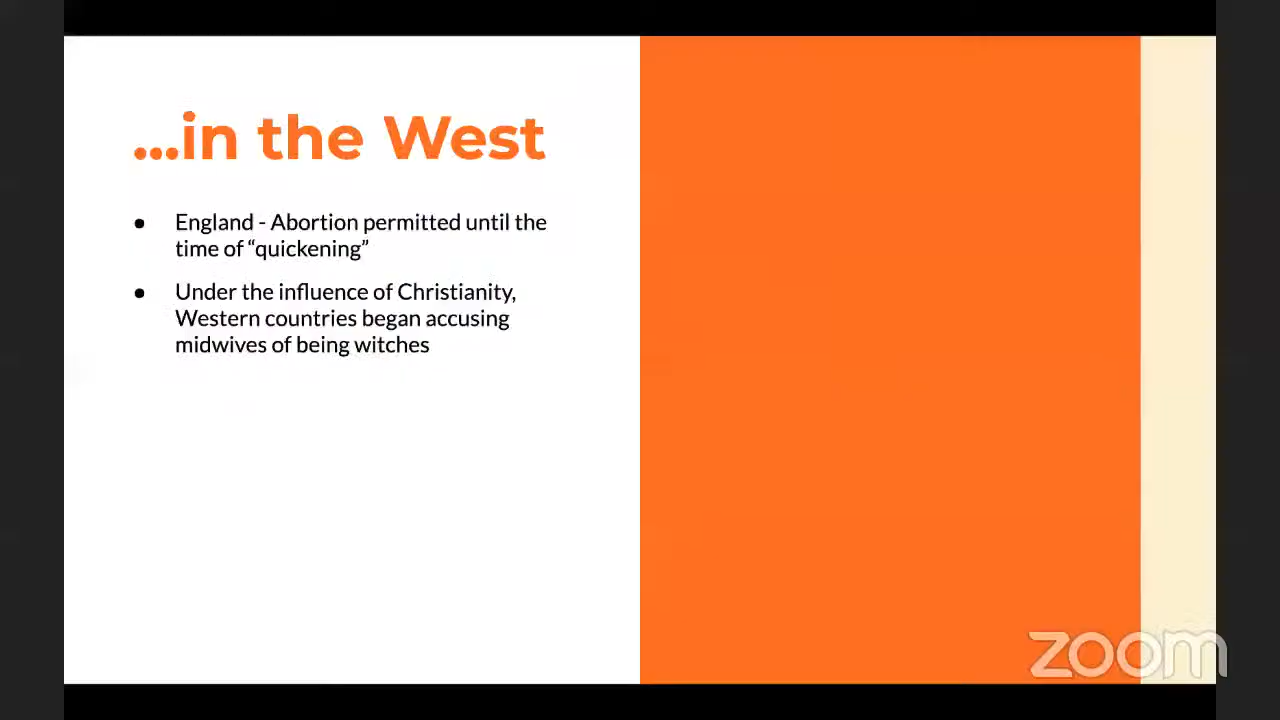 ...in the West
● England - Abortion permitted until the
time of “quickening”
● Under the influence of Christianity,
Western countries began accusing
midwives of being witches
zoom